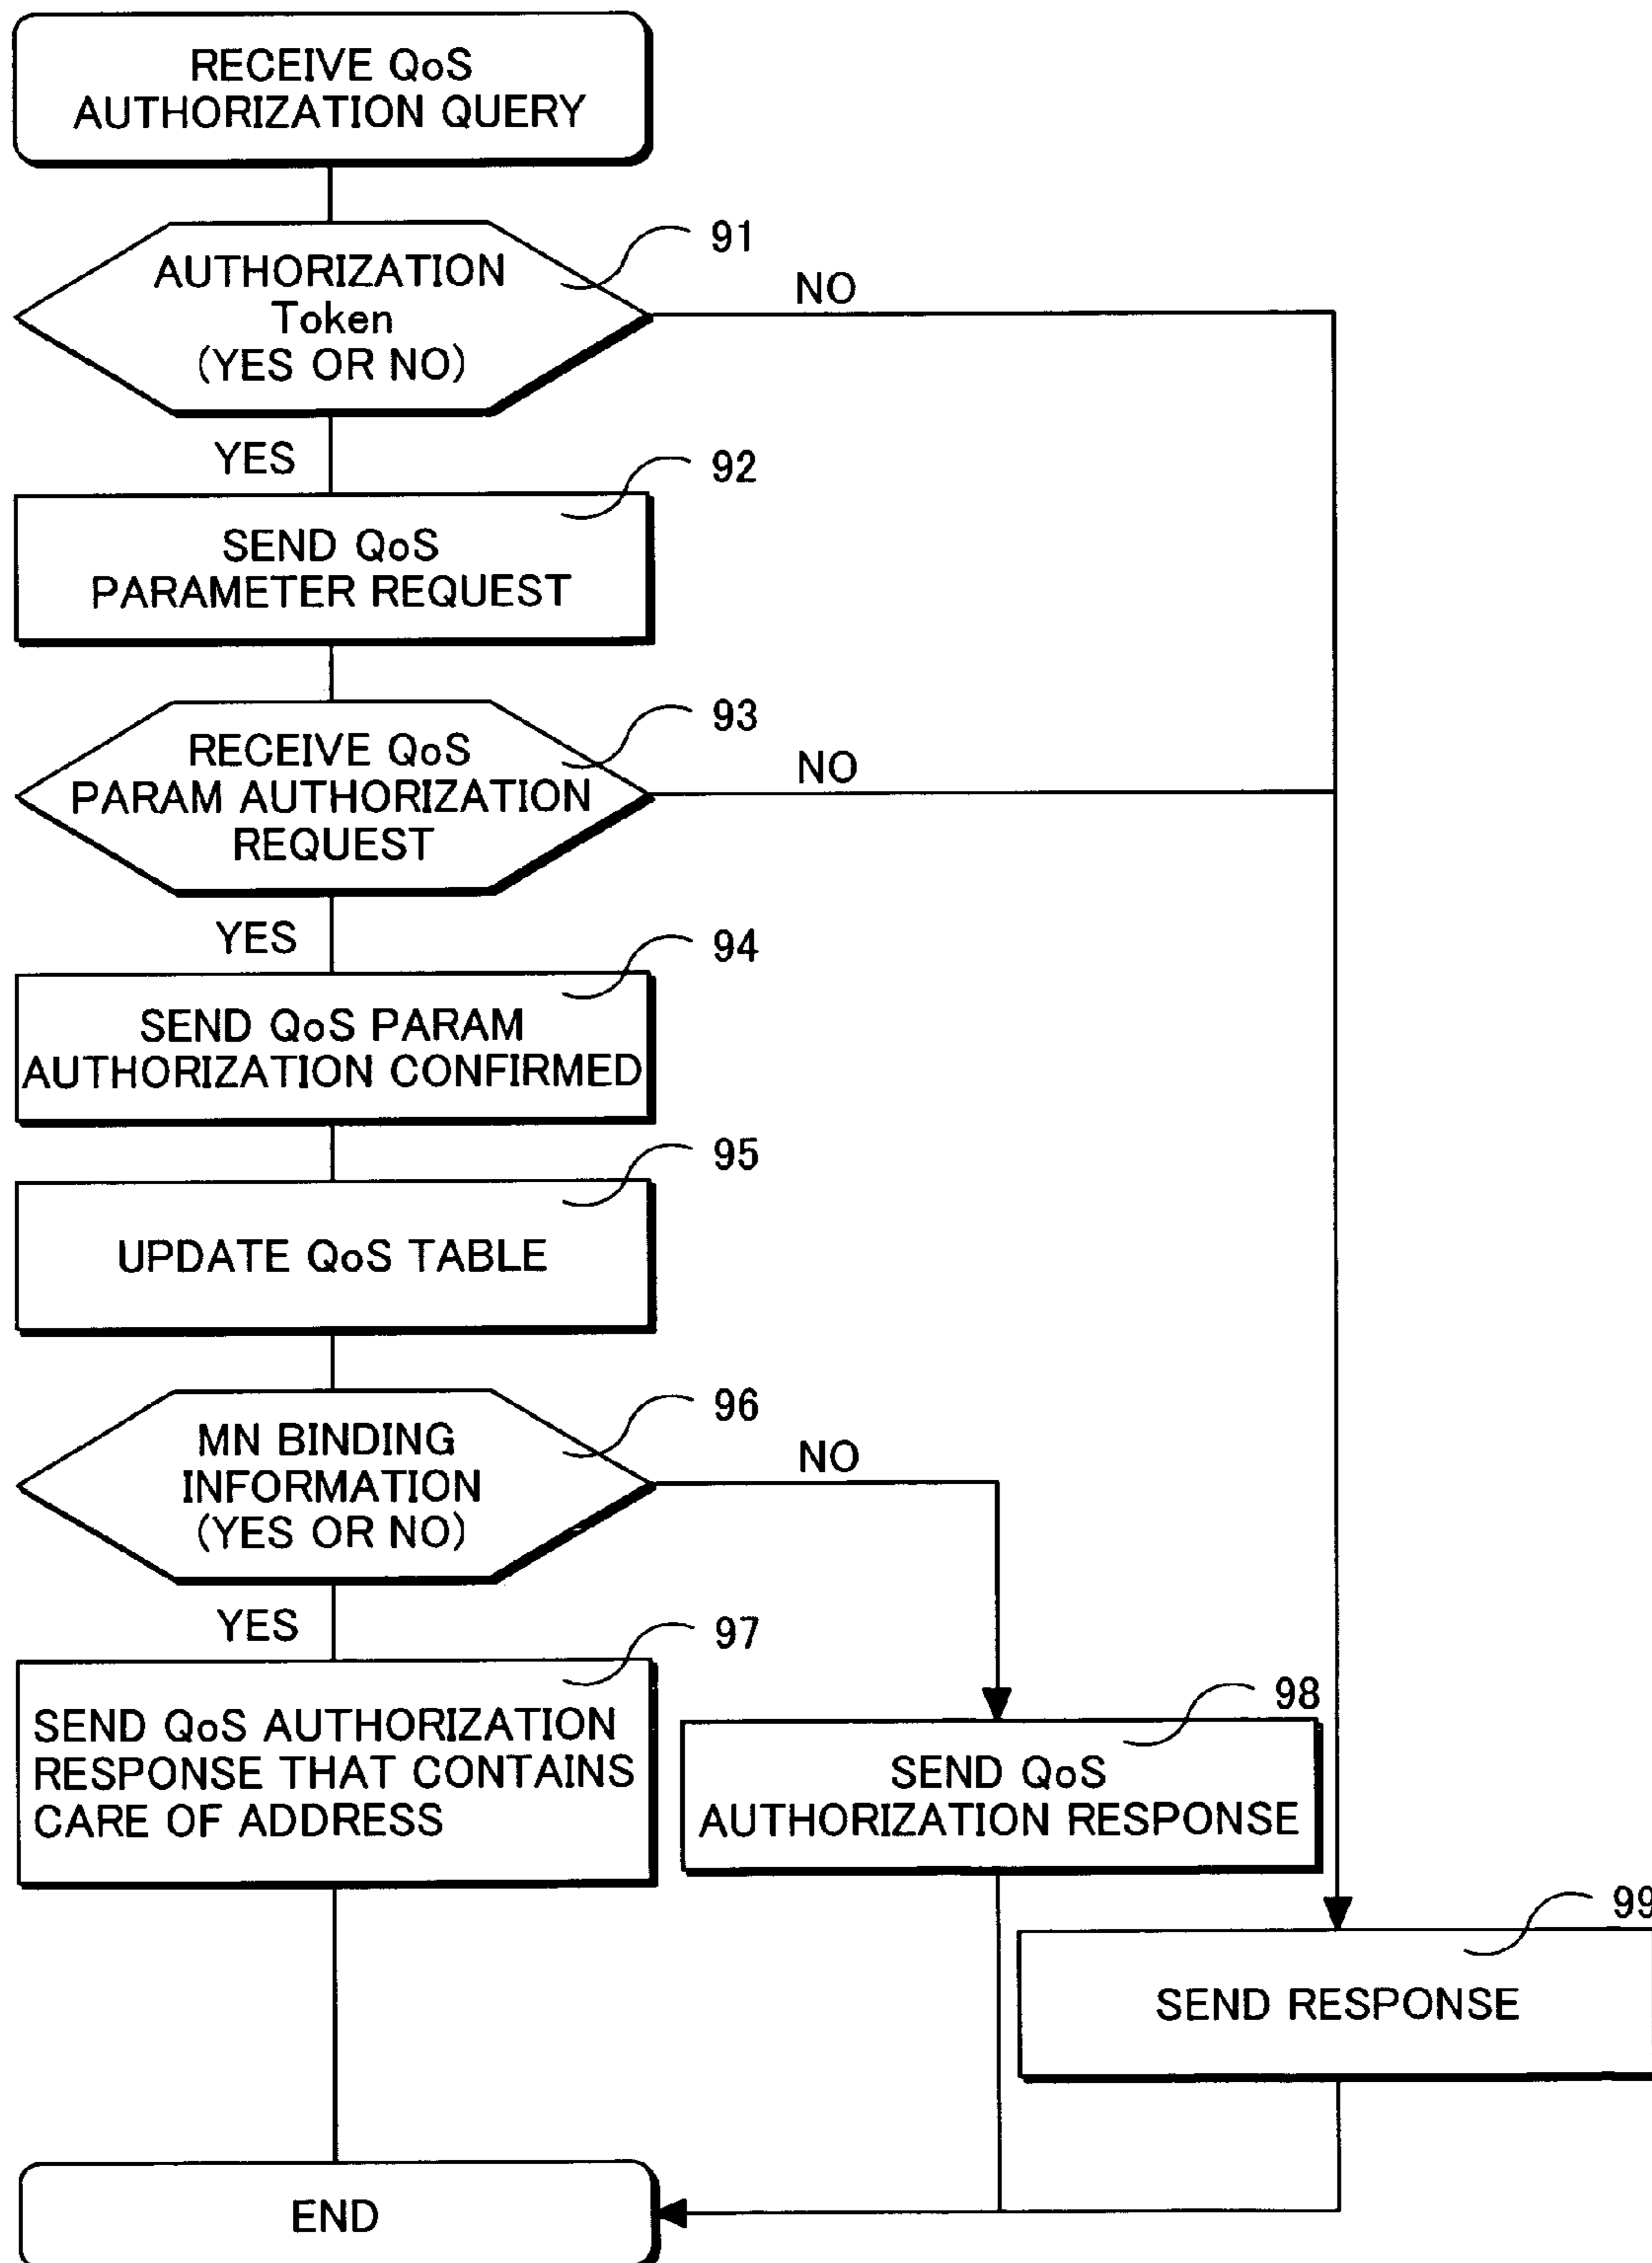 RECEIVE QoS
AUTHORIZATION QUERY
91
AUTHORIZATION
Token
(YES OR NO)
NO
YES
92
SEND QoS
PARAMETER REQUEST
93
RECEIVE QoS
PARAM AUTHORIZATION
REQUEST
NO
YES
94
SEND QoS PARAM
AUTHORIZATION CONFIRMED
95
UPDATE QoS TABLE
96
MN BINDING
INFORMATION
(YES OR NO)
NO
YES
97
SEND QoS AUTHORIZATION
RESPONSE THAT CONTAINS
CARE OF ADDRESS
98
SEND QoS
AUTHORIZATION RESPONSE
99
SEND RESPONSE
END